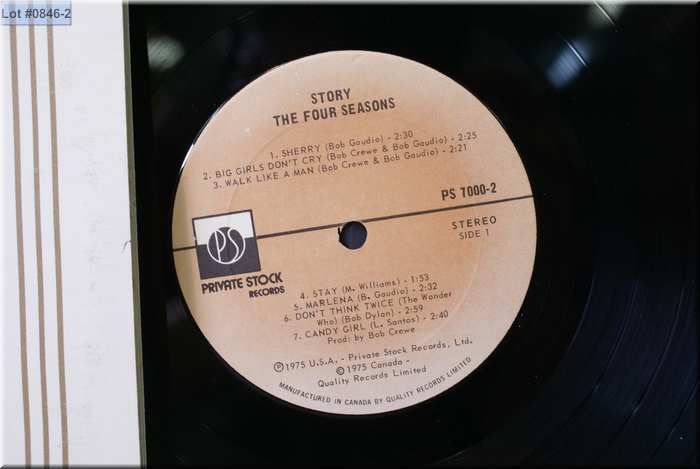 Lot #0846-2
STORY
THE FOUR SEASONS
1. SHERRY (Bob Gaudio) - 2:30
2. BIG GIRLS DON'T CRY (Bob Crewe & Bob Gaudio) - 2:25
3. WALK LIKE A MAN (Bob Crewe & Bob Gaudio) - 2:21
PS 7000-2
STEREO
SIDE 1
PS
PRIVATE STOCK
RECORDS
4. STAY (M. Williams) - 1:53
5. MARLENA (B. Gaudio) - 2:32
6. DON'T THINK TWICE (The Wonder
Who) (Bob Dylan) - 2:59
7. CANDY GIRL (L. Santos) - 2:40
Prod: by Bob Crewe
℗1975 U.S.A. - Private Stock Records, Ltd.
©1975 Canada -
Quality Records Limited
MANUFACTURED IN CANADA BY QUALITY RECORDS LIMITED